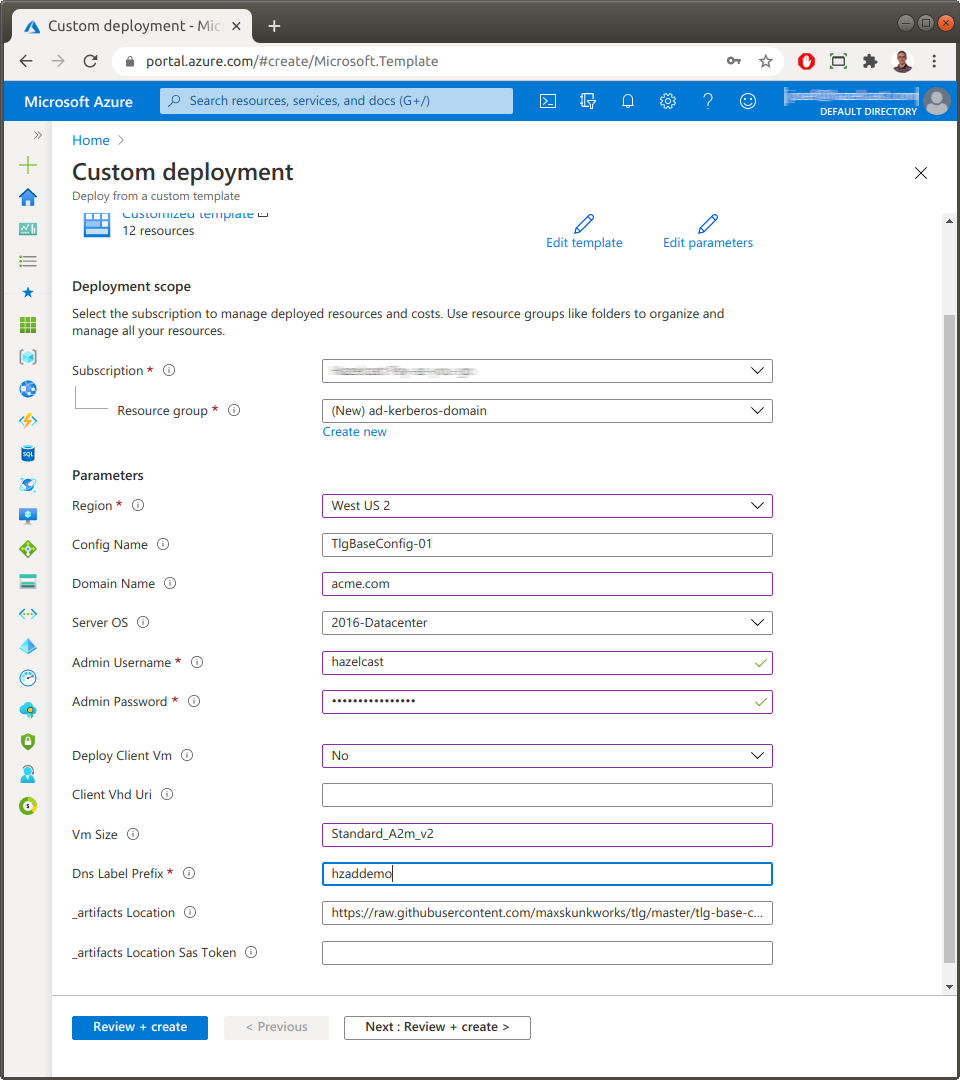 Custom deployment - Mic
portal.azure.com/#create/Microsoft.Template
Microsoft Azure
Search resources, services, and docs (G+/)
DEFAULT DIRECTORY
Home
Custom deployment
Deploy from a custom template
Customized template
12 resources
Edit template
Edit parameters
Deployment scope
Select the subscription to manage deployed resources and costs. Use resource groups like folders to organize and
manage all your resources.
Subscription *
Resource group *
(New) ad-kerberos-domain
Create new
Parameters
Region *
West US 2
Config Name
TlgBaseConfig-01
Domain Name
acme.com
Server OS
2016-Datacenter
Admin Username *
hazelcast
Admin Password *
••••••••••••••••
Deploy Client Vm
No
Client Vhd Uri
Vm Size
Standard_A2m_v2
Dns Label Prefix *
hzaddemo
_artifacts Location
https://raw.githubusercontent.com/maxskunkworks/tlg/master/tlg-base-c...
_artifacts Location Sas Token
Review + create
< Previous
Next : Review + create >